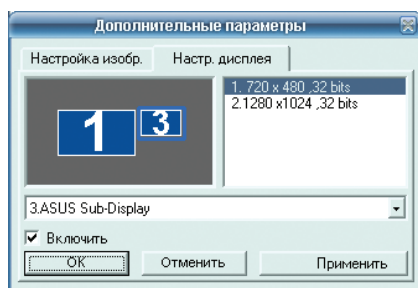 Дополнительные параметры
Настройка изобр. Настр. дисплея
1 3
1. 720 x 480 ,32 bits
2.1280 x1024 ,32 bits
3.ASUS Sub-Display
Включить
OK Отменить Применить